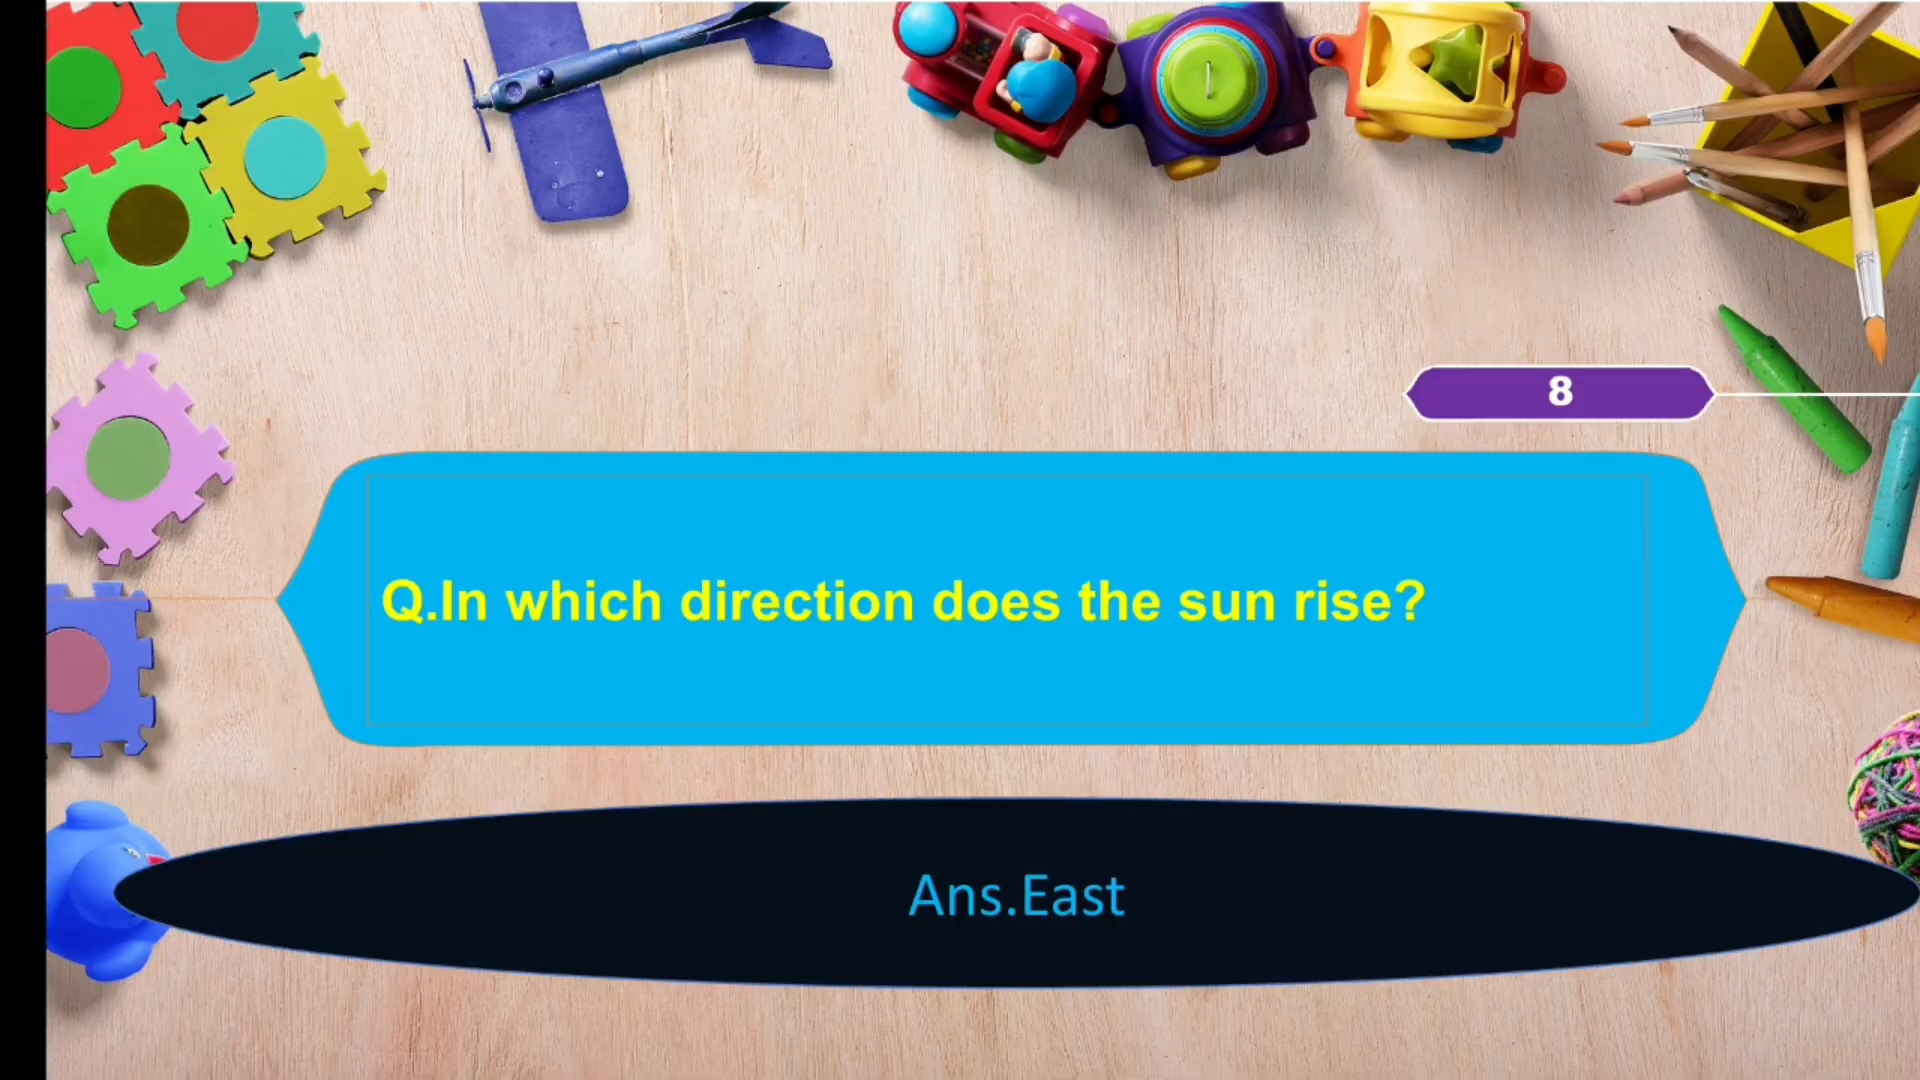 8
Q.In which direction does the sun rise?
Ans.East